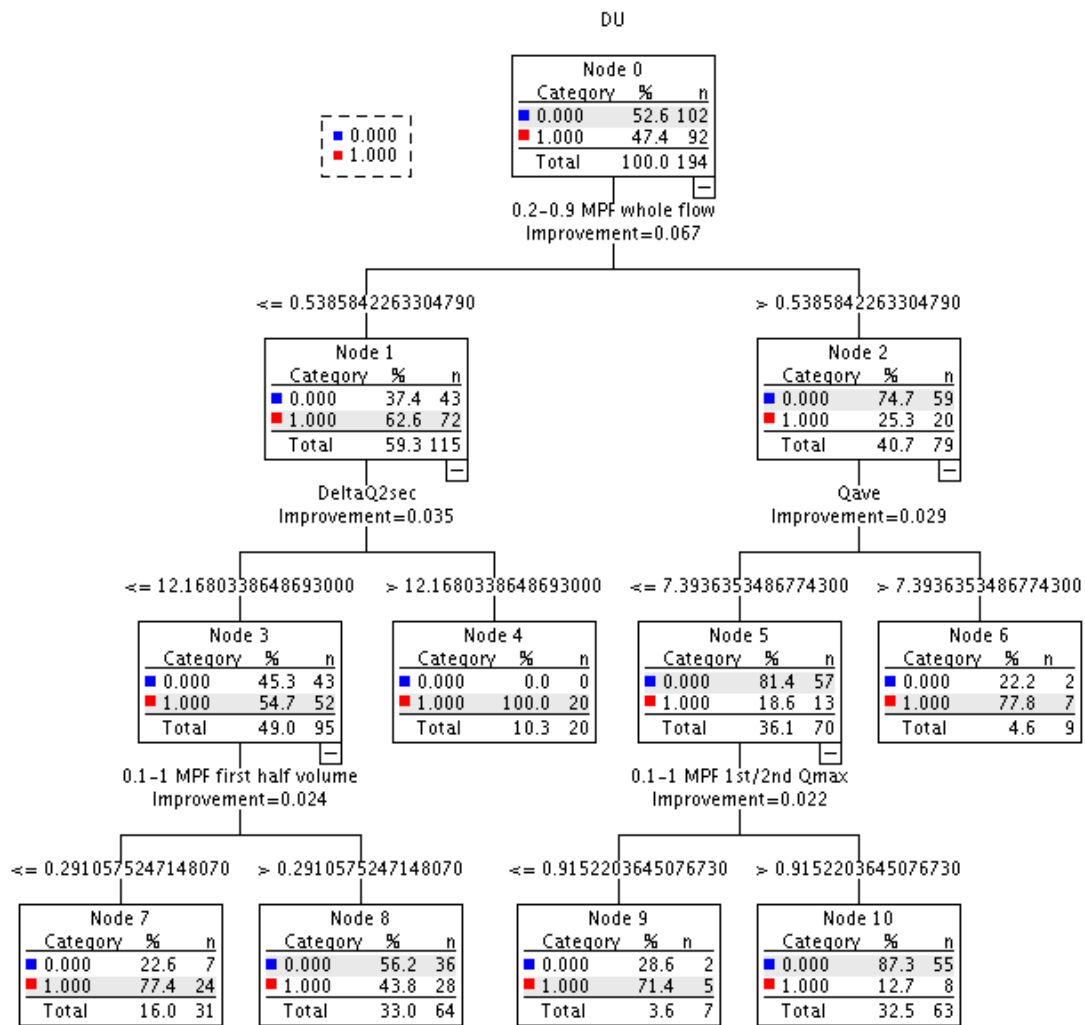 DU
Node 0
Category % n
0.000 52.6 102
1.000 47.4 92
Total 100.0 194
0.000
1.000
0.2-0.9 MPF whole flow
Improvement=0.067
<= 0.5385842263304790
> 0.5385842263304790
Node 1
Category % n
0.000 37.4 43
1.000 62.6 72
Total 59.3 115
Node 2
Category % n
0.000 74.7 59
1.000 25.3 20
Total 40.7 79
DeltaQ2sec
Improvement=0.035
Qave
Improvement=0.029
<= 12.16803388648693000
> 12.16803388648693000
<= 7.3936353486774300
> 7.3936353486774300
Node 3
Category % n
0.000 45.3 43
1.000 54.7 52
Total 49.0 95
Node 4
Category % n
0.000 0.0 0
1.000 100.0 20
Total 10.3 20
Node 5
Category % n
0.000 81.4 57
1.000 18.6 13
Total 36.1 70
Node 6
Category % n
0.000 22.2 2
1.000 77.8 7
Total 4.6 9
0.1-1 MPF first half volume
Improvement=0.024
0.1-1 MPF 1st/2nd Qmax
Improvement=0.022
<= 0.2910575247148070
> 0.2910575247148070
<= 0.9152203645076730
> 0.9152203645076730
Node 7
Category % n
0.000 22.6 7
1.000 77.4 24
Total 16.0 31
Node 8
Category % n
0.000 56.2 36
1.000 43.8 28
Total 33.0 64
Node 9
Category % n
0.000 28.6 2
1.000 71.4 5
Total 3.6 7
Node 10
Category % n
0.000 87.3 55
1.000 12.7 8
Total 32.5 63